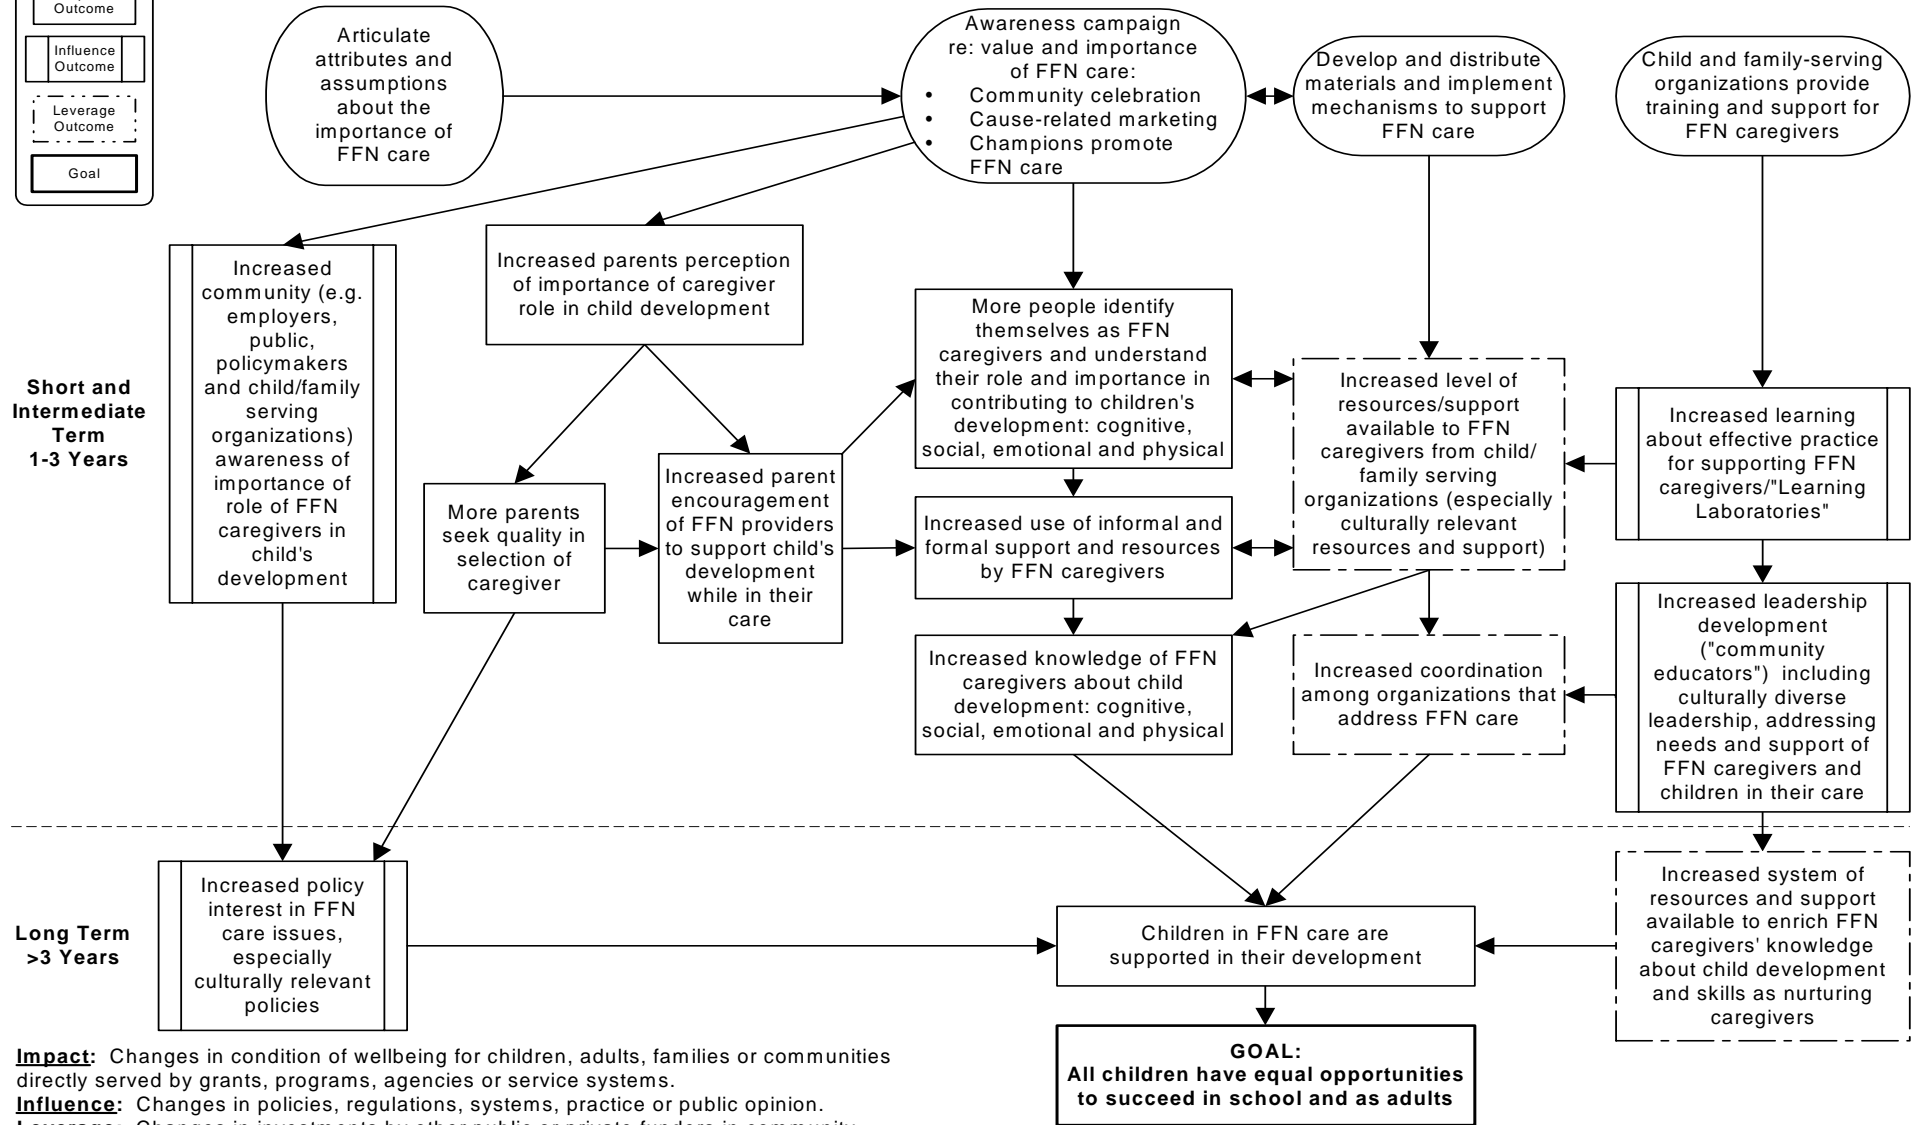 Outcome
Influence
Outcome
Leverage
Outcome
Goal
Articulate
attributes and
assumptions
about the
importance of
FFN care
Awareness campaign
re: value and importance
of FFN care:
• Community celebration
• Cause-related marketing
• Champions promote
FFN care
Develop and distribute
materials and implement
mechanisms to support
FFN care
Child and family-serving
organizations provide
training and support for
FFN caregivers
Short and
Intermediate
Term
1-3 Years
Increased
community (e.g.
employers,
public,
policymakers
and child/family
serving
organizations)
awareness of
importance of
role of FFN
caregivers in
child's
development
Increased parents perception
of importance of caregiver
role in child development
More parents
seek quality in
selection of
caregiver
Increased parent
encouragement
of FFN providers
to support child's
development
while in their
care
More people identify
themselves as FFN
caregivers and understand
their role and importance in
contributing to children's
development: cognitive,
social, emotional and physical
Increased use of informal and
formal support and resources
by FFN caregivers
Increased knowledge of FFN
caregivers about child
development: cognitive,
social, emotional and physical
Increased level of
resources/support
available to FFN
caregivers from child/
family serving
organizations (especially
culturally relevant
resources and support)
Increased coordination
among organizations that
address FFN care
Increased learning
about effective practice
for supporting FFN
caregivers/"Learning
Laboratories"
Increased leadership
development
("community
educators") including
culturally diverse
leadership, addressing
needs and support of
FFN caregivers and
children in their care
Long Term
>3 Years
Increased policy
interest in FFN
care issues,
especially
culturally relevant
policies
Children in FFN care are
supported in their development
Increased system of
resources and support
available to enrich FFN
caregivers' knowledge
about child development
and skills as nurturing
caregivers
GOAL:
All children have equal opportunities
to succeed in school and as adults
Impact: Changes in condition of wellbeing for children, adults, families or communities
directly served by grants, programs, agencies or service systems.
Influence: Changes in policies, regulations, systems, practice or public opinion.
Leverage: Changes in investments by other public or private funders in community